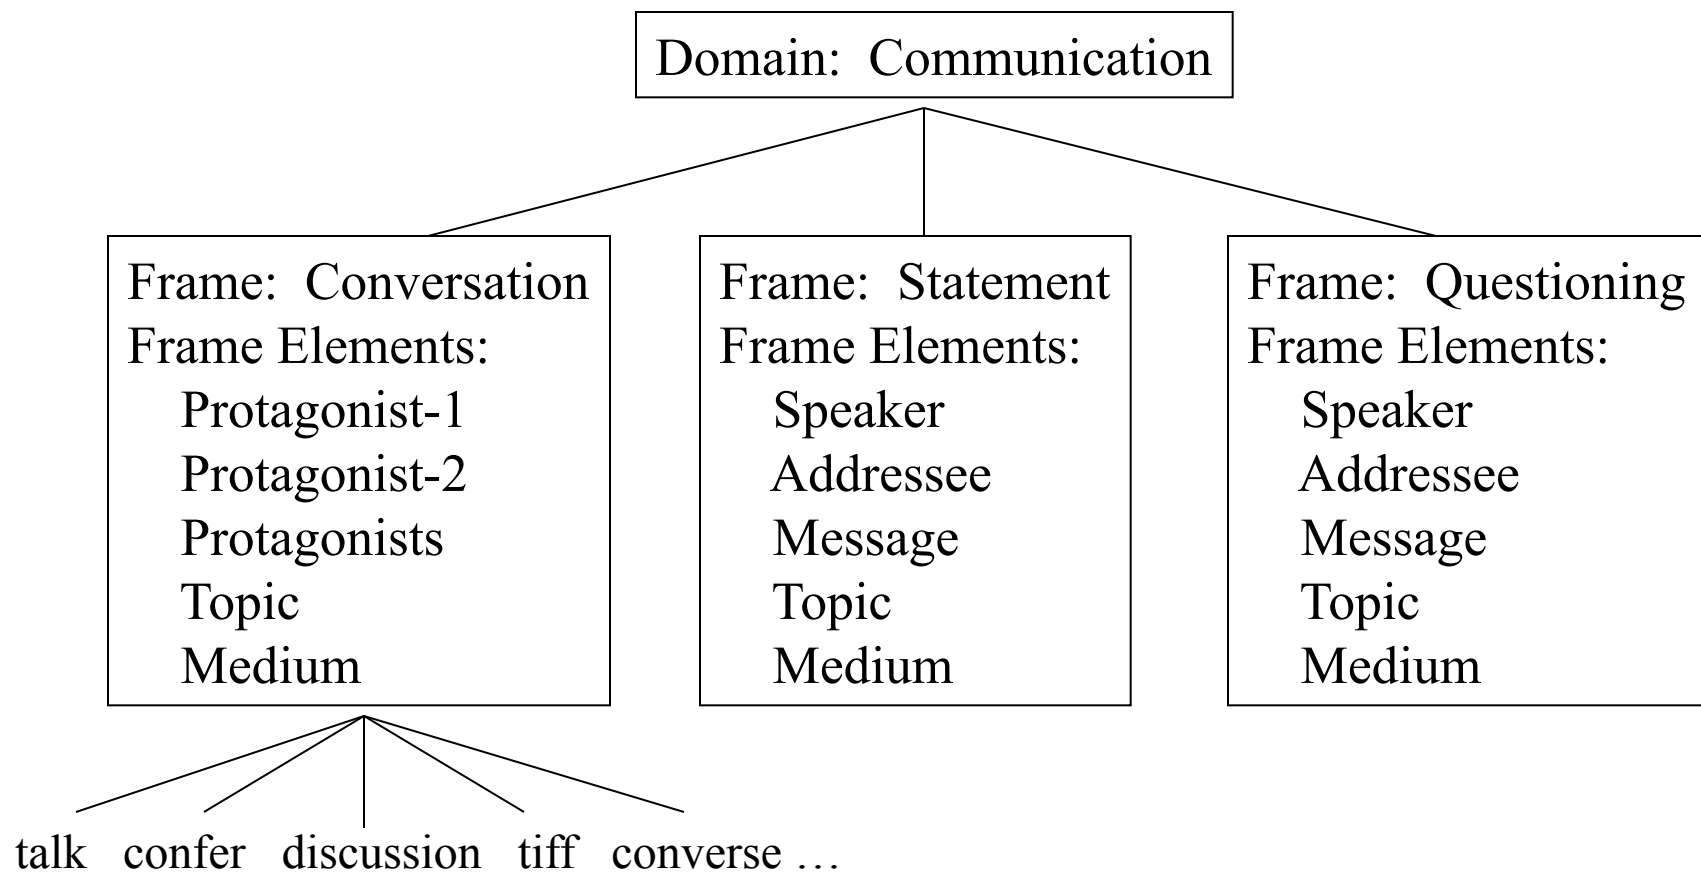 Domain: Communication
Frame: Conversation
Frame Elements:
Protagonist-1
Protagonist-2
Protagonists
Topic
Medium
Frame: Statement
Frame Elements:
Speaker
Addressee
Message
Topic
Medium
Frame: Questioning
Frame Elements:
Speaker
Addressee
Message
Topic
Medium
talk confer discussion tiff converse …